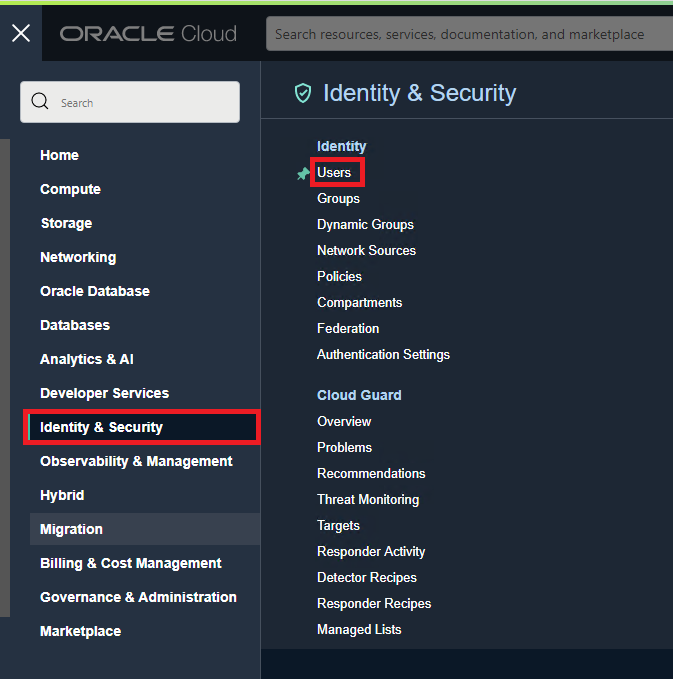 ORACLE Cloud
Search resources, services, documentation, and marketplace
Search
Home
Compute
Storage
Networking
Oracle Database
Databases
Analytics & AI
Developer Services
Identity & Security
Observability & Management
Hybrid
Migration
Billing & Cost Management
Governance & Administration
Marketplace
Identity & Security
Identity
Users
Groups
Dynamic Groups
Network Sources
Policies
Compartments
Federation
Authentication Settings
Cloud Guard
Overview
Problems
Recommendations
Threat Monitoring
Targets
Responder Activity
Detector Recipes
Responder Recipes
Managed Lists